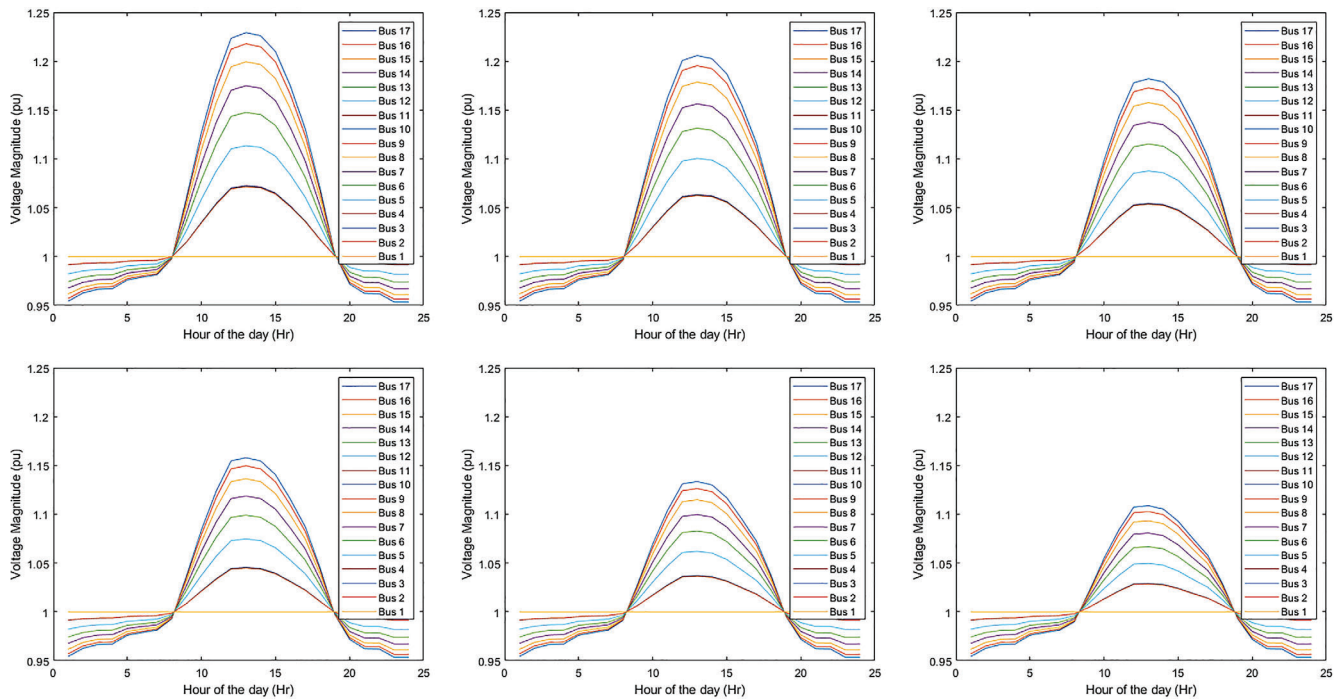 1.25
1.2
1.15
1.1
1.05
1
0.95
Voltage Magnitude (pu)
0 5 10 15 20 25
Hour of the day (Hr)
Bus 17
Bus 16
Bus 15
Bus 14
Bus 13
Bus 12
Bus 11
Bus 10
Bus 9
Bus 8
Bus 7
Bus 6
Bus 5
Bus 4
Bus 3
Bus 2
Bus 1
1.25
1.2
1.15
1.1
1.05
1
0.95
Voltage Magnitude (pu)
0 5 10 15 20 25
Hour of the day (Hr)
Bus 17
Bus 16
Bus 15
Bus 14
Bus 13
Bus 12
Bus 11
Bus 10
Bus 9
Bus 8
Bus 7
Bus 6
Bus 5
Bus 4
Bus 3
Bus 2
Bus 1
1.25
1.2
1.15
1.1
1.05
1
0.95
Voltage Magnitude (pu)
0 5 10 15 20 25
Hour of the day (Hr)
Bus 17
Bus 16
Bus 15
Bus 14
Bus 13
Bus 12
Bus 11
Bus 10
Bus 9
Bus 8
Bus 7
Bus 6
Bus 5
Bus 4
Bus 3
Bus 2
Bus 1
1.25
1.2
1.15
1.1
1.05
1
0.95
Voltage Magnitude (pu)
0 5 10 15 20 25
Hour of the day (Hr)
Bus 17
Bus 16
Bus 15
Bus 14
Bus 13
Bus 12
Bus 11
Bus 10
Bus 9
Bus 8
Bus 7
Bus 6
Bus 5
Bus 4
Bus 3
Bus 2
Bus 1
1.25
1.2
1.15
1.1
1.05
1
0.95
Voltage Magnitude (pu)
0 5 10 15 20 25
Hour of the day (Hr)
Bus 17
Bus 16
Bus 15
Bus 14
Bus 13
Bus 12
Bus 11
Bus 10
Bus 9
Bus 8
Bus 7
Bus 6
Bus 5
Bus 4
Bus 3
Bus 2
Bus 1
1.25
1.2
1.15
1.1
1.05
1
0.95
Voltage Magnitude (pu)
0 5 10 15 20 25
Hour of the day (Hr)
Bus 17
Bus 16
Bus 15
Bus 14
Bus 13
Bus 12
Bus 11
Bus 10
Bus 9
Bus 8
Bus 7
Bus 6
Bus 5
Bus 4
Bus 3
Bus 2
Bus 1